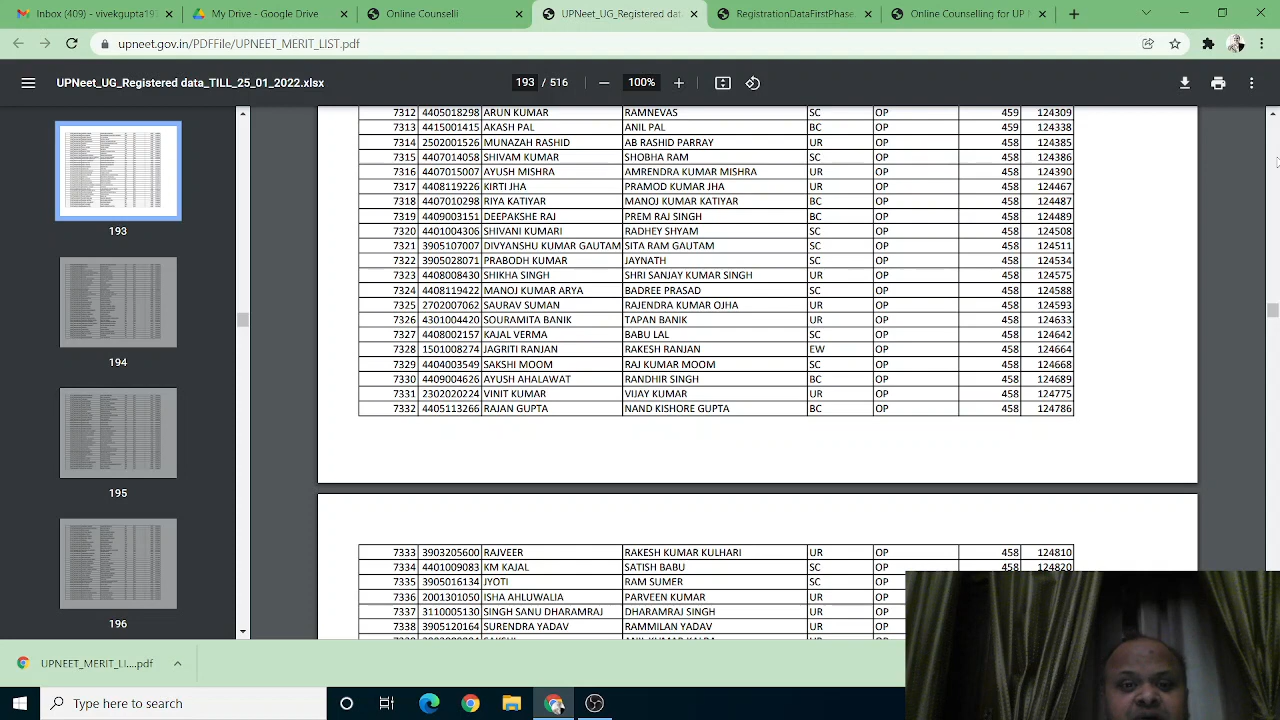 Inbox (409) - vivekgupta197
My Drive - Google Drive
Online Counselli
UPNeet_UG_Registered dat
RegistrationDataFirstPhase.
Online Counselling for UP N
upneet.gov.in/PDFFile/UPNEET_MERIT_LIST.pdf
UPNeet_UG_Registered data_TILL_25_01_2022.xlsx
193 / 516
100%
193
194
195
196
7312 4405018298 ARUN KUMAR RAMNEVAS SC OP 459 124309
7313 4415001415 AKASH PAL ANIL PAL BC OP 459 124338
7314 2502001526 MUNAZAH RASHID AB RASHID PARRAY UR OP 458 124385
7315 4407014058 SHIVAM KUMAR SHOBHA RAM SC OP 458 124386
7316 4407015007 AYUSH MISHRA AMRENDRA KUMAR MISHRA UR OP 458 124390
7317 4408119226 KIRTI JHA PRAMOD KUMAR JHA UR OP 458 124467
7318 4407010298 RIYA KATIYAR MANOJ KUMAR KATIYAR BC OP 458 124487
7319 4409003151 DEEPAKSHE RAJ PREM RAJ SINGH BC OP 458 124489
7320 4401004306 SHIVANI KUMARI RADHEY SHYAM SC OP 458 124508
7321 3905107007 DIVYANSHU KUMAR GAUTAM SITA RAM GAUTAM SC OP 458 124511
7322 3905028071 PRABODH KUMAR JAYNATH SC OP 458 124534
7323 4408008430 SHIKHA SINGH SHRI SANJAY KUMAR SINGH UR OP 458 124575
7324 4408119422 MANOJ KUMAR ARYA BADREE PRASAD SC OP 458 124588
7325 2702007062 SAURAV SUMAN RAJENDRA KUMAR OJHA UR OP 458 124593
7326 4301004420 SOURAMITA BANIK TAPAN BANIK UR OP 458 124633
7327 4408002157 KAJAL VERMA BABU LAL SC OP 458 124642
7328 1501008274 JAGRITI RANJAN RAKESH RANJAN EW OP 458 124664
7329 4404003549 SAKSHI MOOM RAJ KUMAR MOOM SC OP 458 124668
7330 4409004626 AYUSH AHALAWAT RANDHIR SINGH BC OP 458 124689
7331 2302020224 VINIT KUMAR VIJAY KUMAR UR OP 458 124775
7332 4405113266 RAJAN GUPTA NAND KISHORE GUPTA BC OP 458 124786
7333 3903205600 RAJVEER RAKESH KUMAR KULHARI UR OP 458 124810
7334 4401009083 KM KAJAL SATISH BABU SC OP 458 124820
7335 3905016134 JYOTI RAM SUMER SC OP
7336 2001301050 ISHA AHLUWALIA PARVEEN KUMAR UR OP
7337 3110005130 SINGH SANU DHARAMRAJ DHARAMRAJ SINGH UR OP
7338 3905120164 SURENDRA YADAV RAMMILAN YADAV UR OP
UPNEET_MERIT_LI....pdf
Type here to search